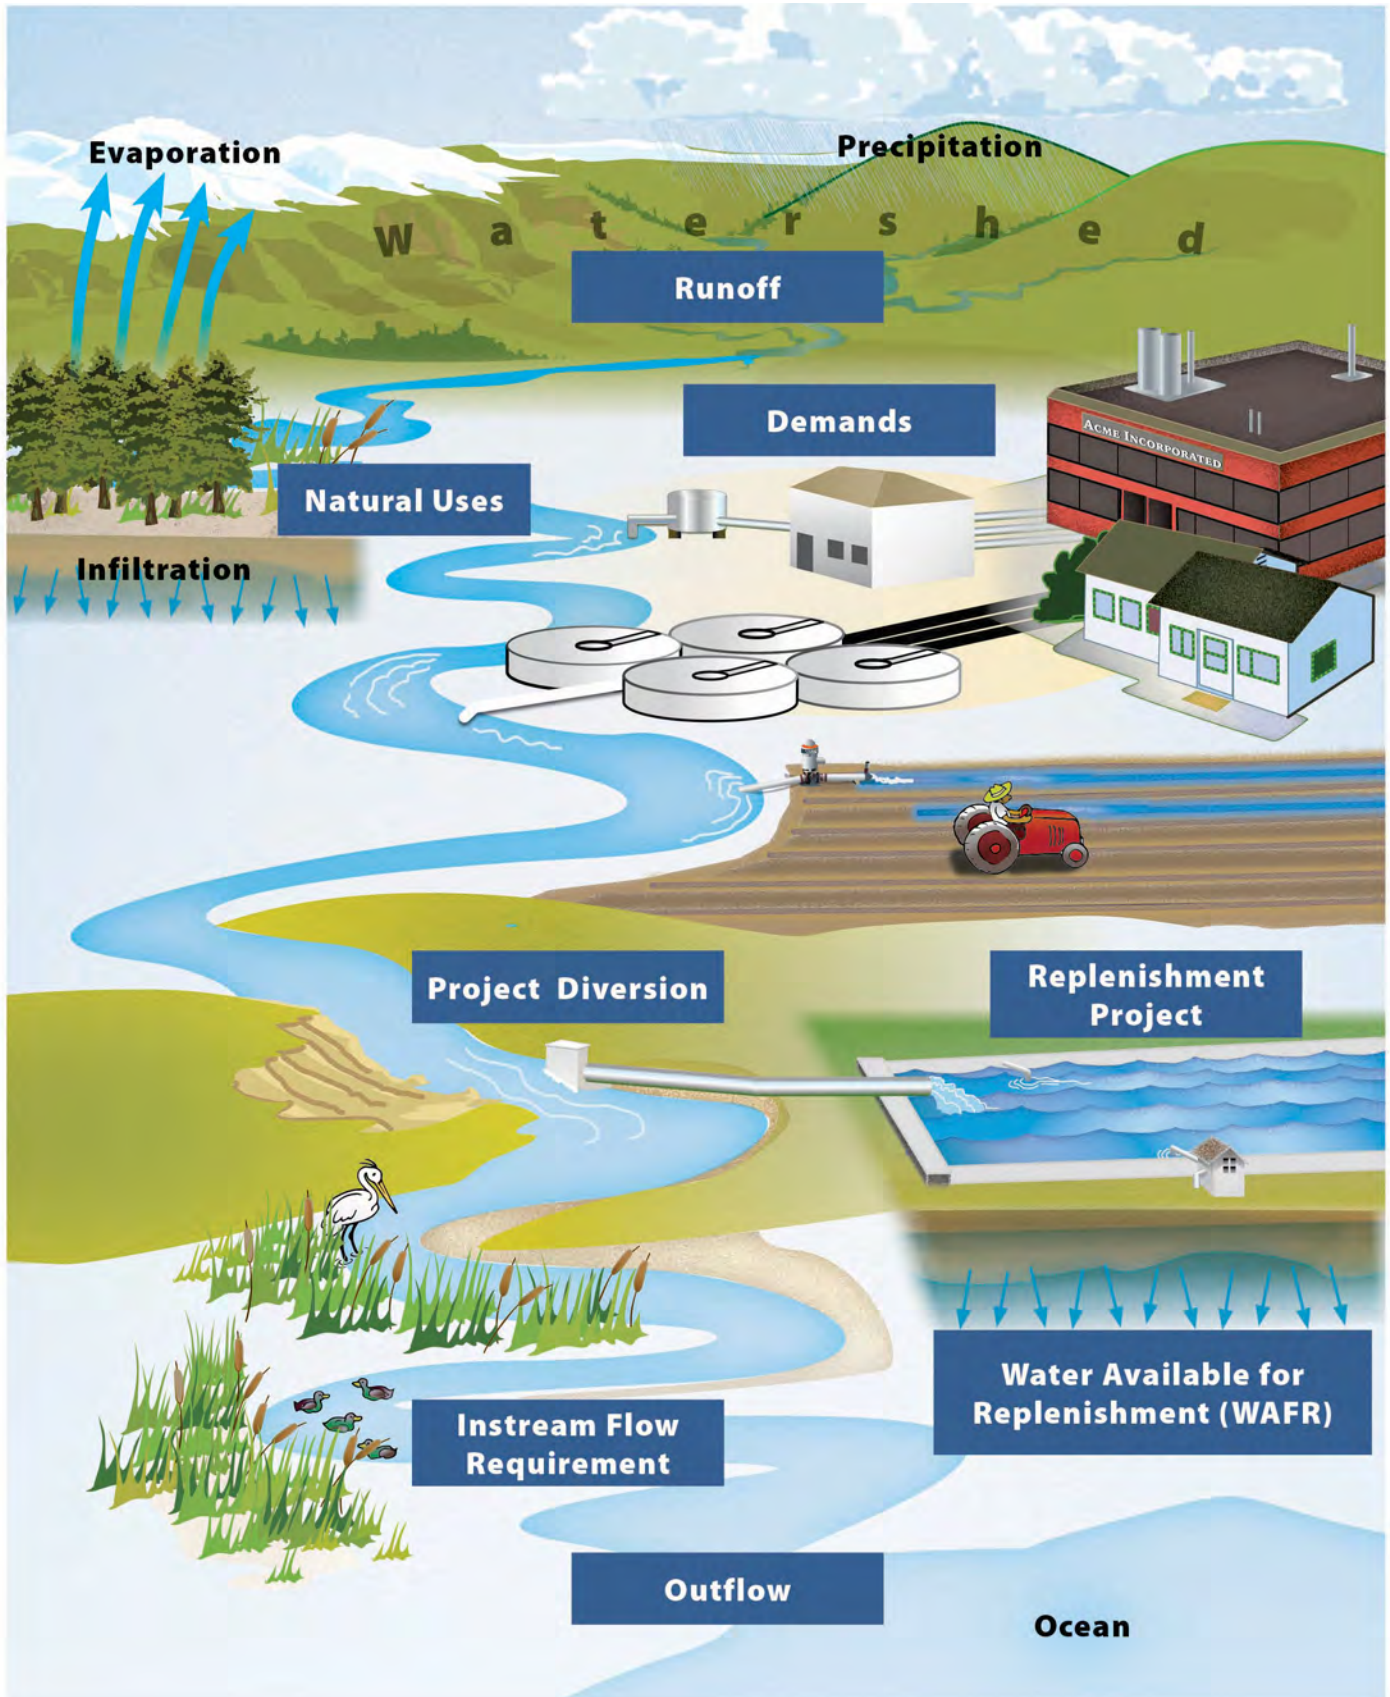 Evaporation
Precipitation
Watershed
Runoff
Demands
ACME INCORPORATED
Natural Uses
Infiltration
Project Diversion
Replenishment
Project
Water Available for
Replenishment (WAFR)
Instream Flow
Requirement
Outflow
Ocean